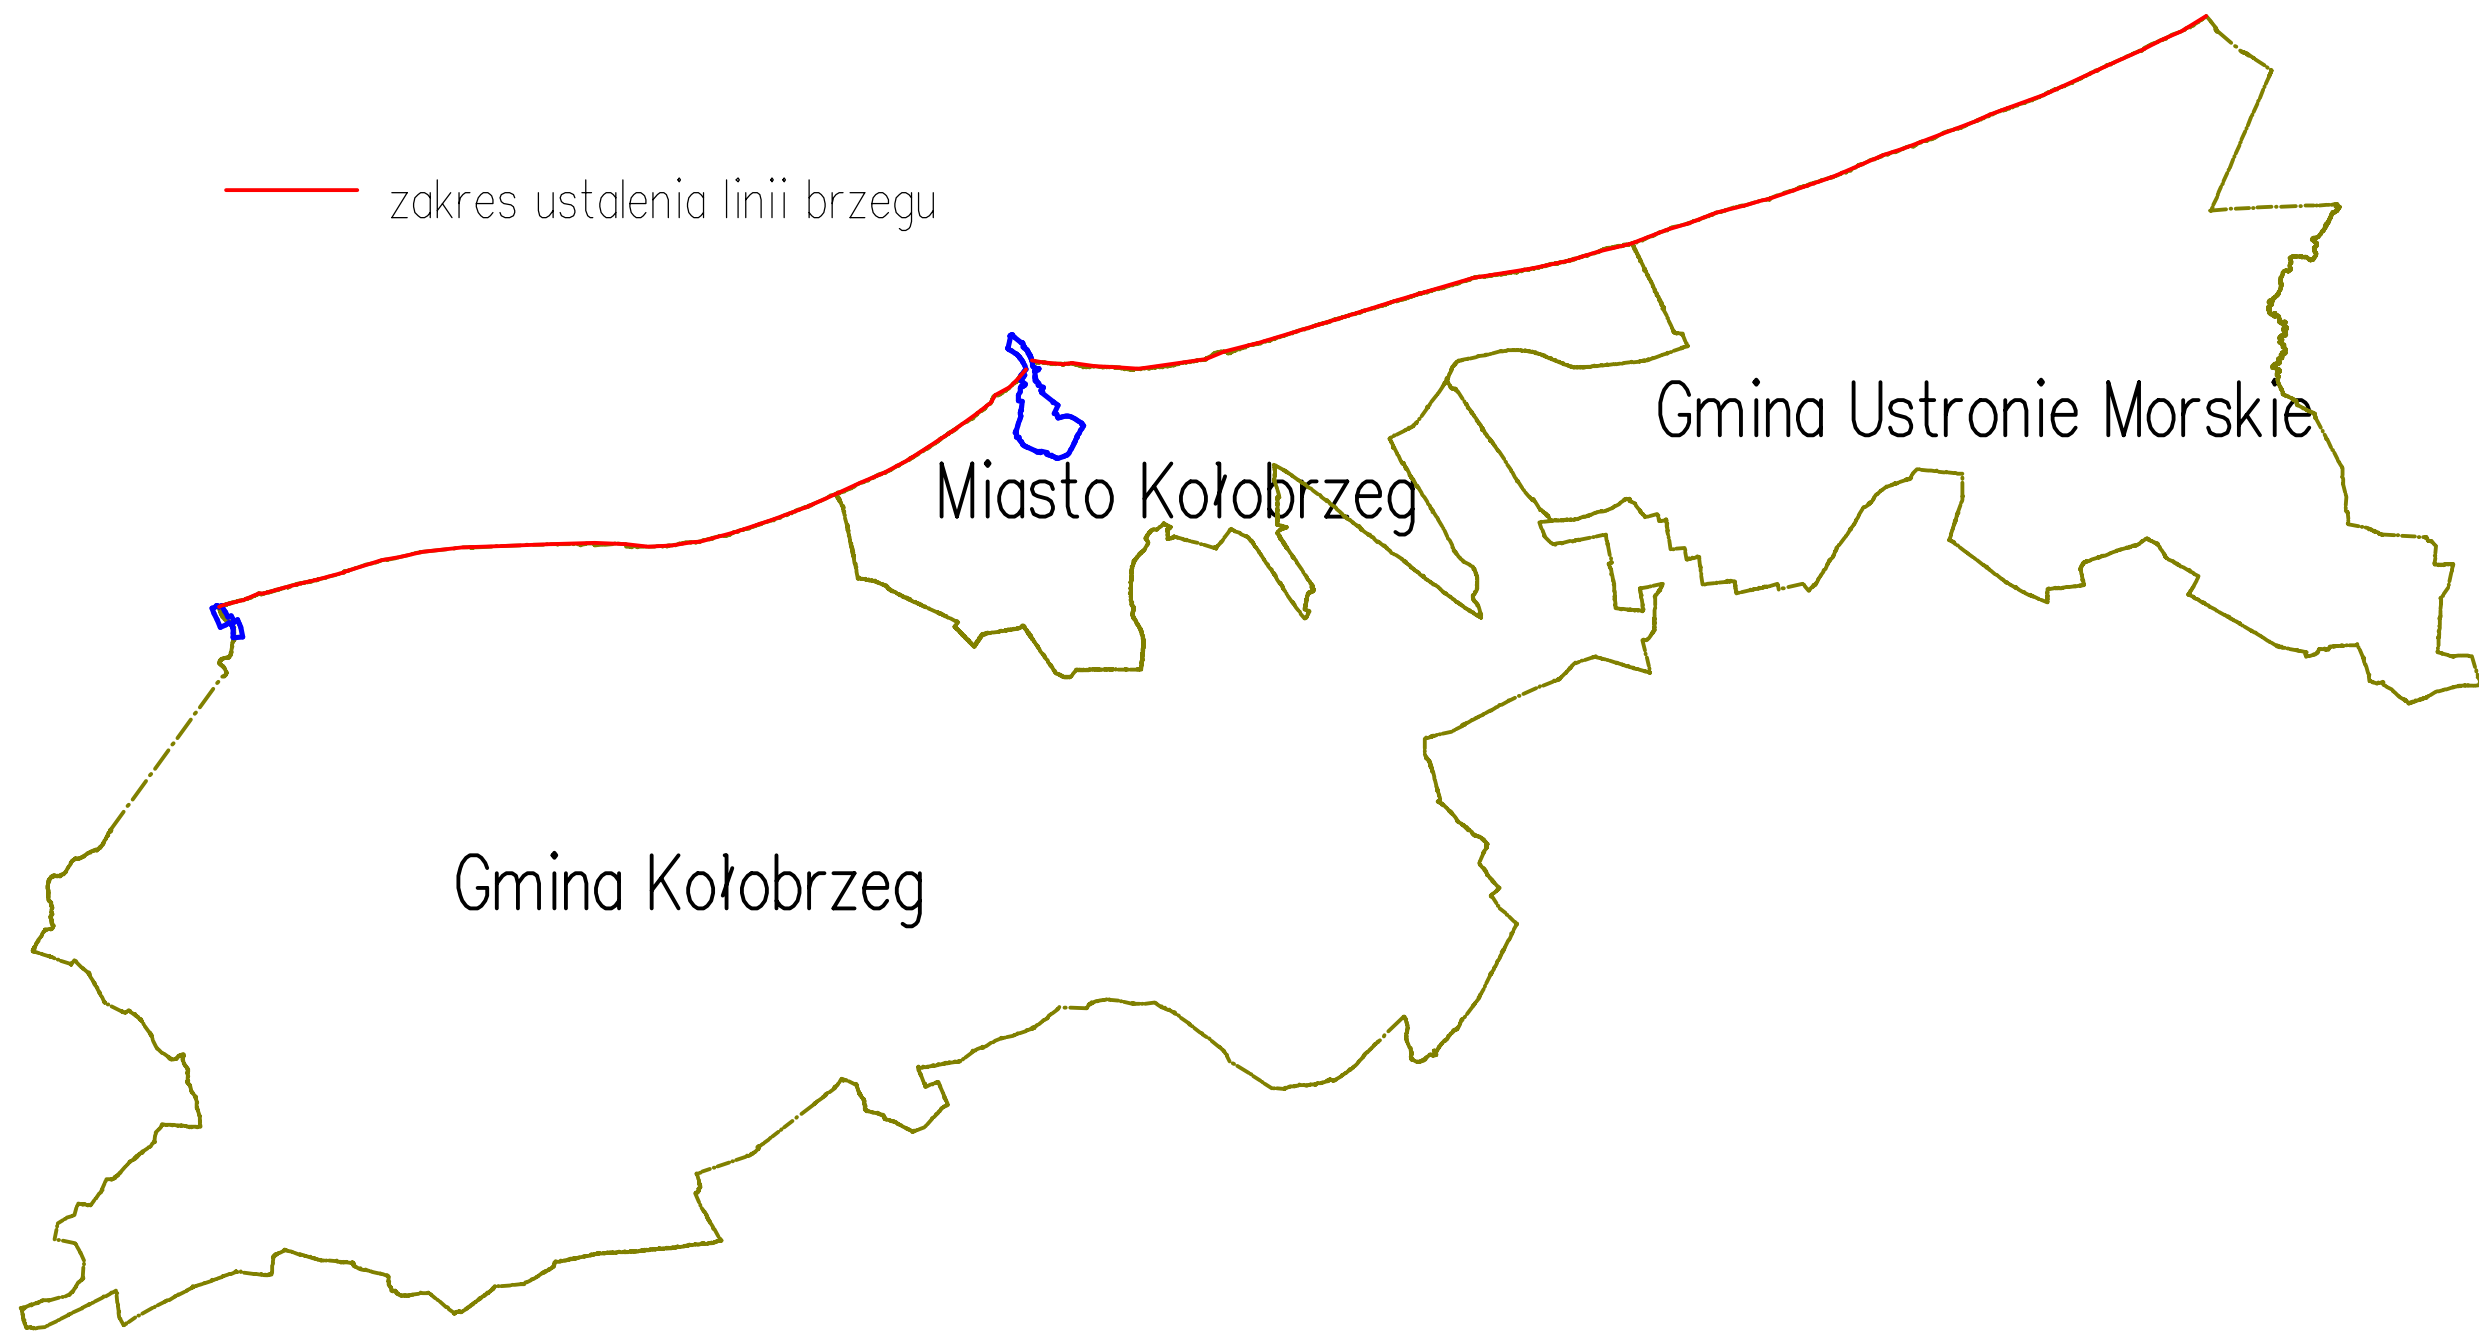 zakres ustalenia linii brzegu
Gmina Ustronie Morskie
Miasto Kołobrzeg
Gmina Kołobrzeg